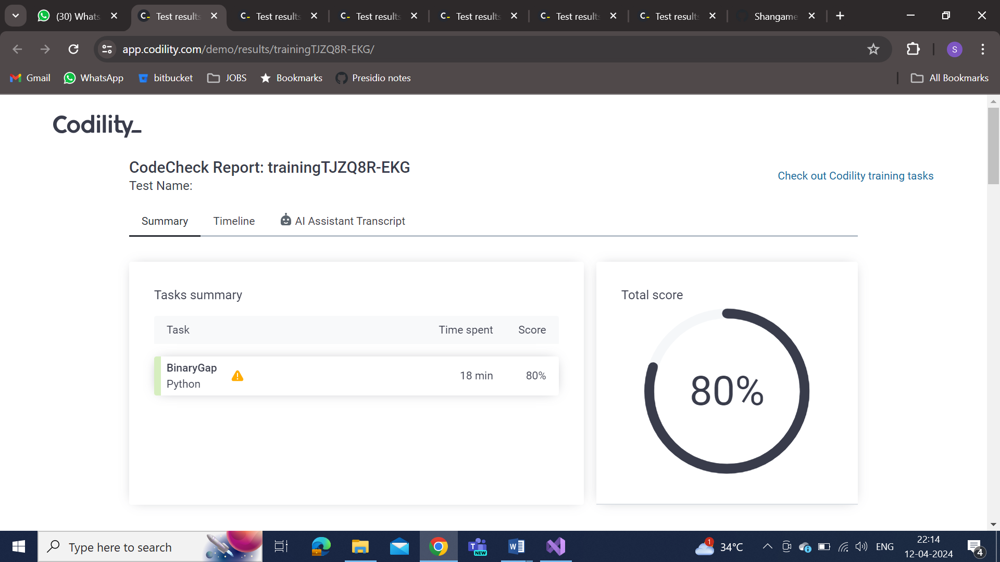 (30) Whats
Test results
Test results
Test results
Test results
Test results
Test results
Shangame
app.codility.com/demo/results/trainingTJZQ8R-EKG/
S
Gmail
WhatsApp
bitbucket
JOBS
Bookmarks
Presidio notes
All Bookmarks
Codility_
CodeCheck Report: trainingTJZQ8R-EKG
Test Name:
Check out Codility training tasks
Summary
Timeline
AI Assistant Transcript
Tasks summary
Task Time spent Score
BinaryGap
Python
18 min 80%
Total score
80%
Type here to search
NEW
1
34°C
ENG
22:14
12-04-2024
4